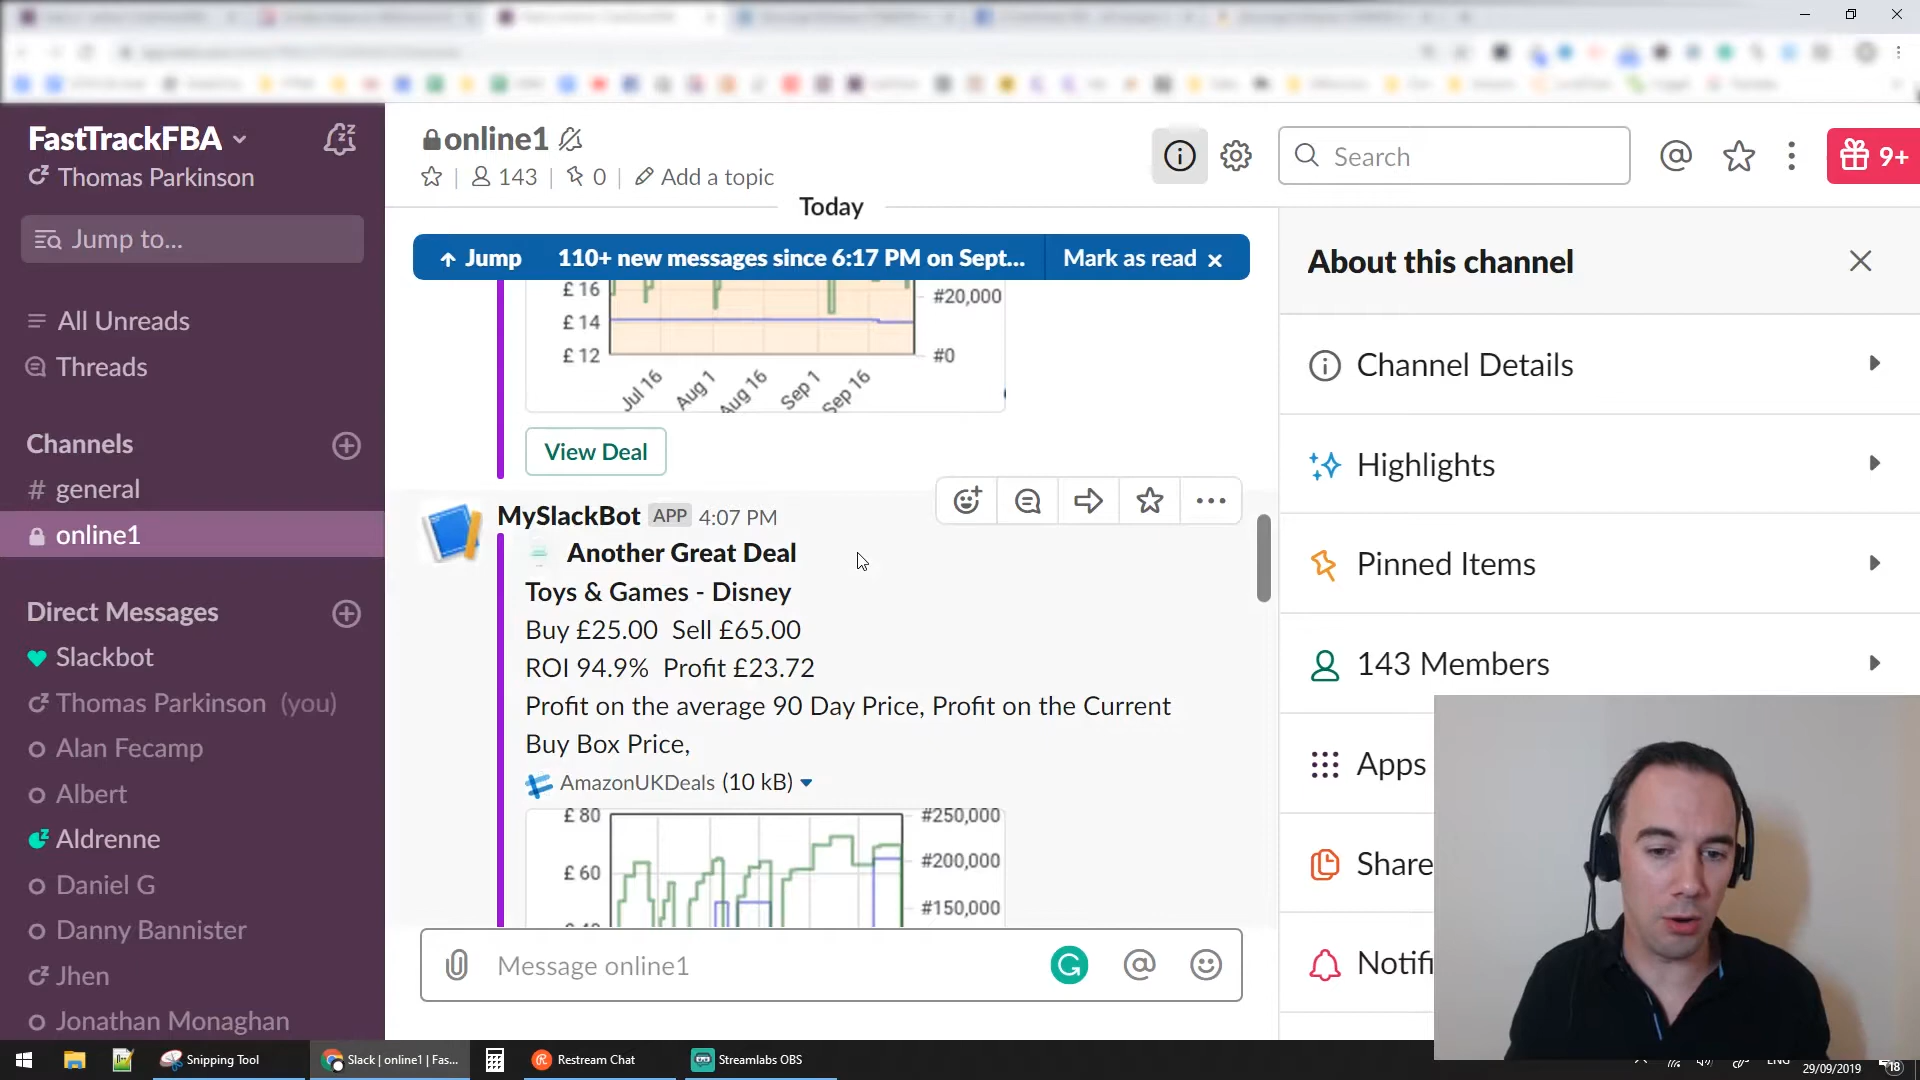 FastTrackFBA
Thomas Parkinson
Jump to...
All Unreads
Threads
Channels
# general
online1
Direct Messages
Slackbot
Thomas Parkinson (you)
Alan Fecamp
Albert
Aldrenne
Daniel G
Danny Bannister
Jhen
Jonathan Monaghan
online1
143
0
Add a topic
Search
9+
Today
Jump 110+ new messages since 6:17 PM on Sept... Mark as read
£ 16 #20,000
£ 14
£ 12 #0
Jul 16 Aug 1 Aug 16 Sep 1 Sep 16
View Deal
MySlackBot APP 4:07 PM
Another Great Deal
Toys & Games - Disney
Buy £25.00 Sell £65.00
ROI 94.9% Profit £23.72
Profit on the average 90 Day Price, Profit on the Current
Buy Box Price,
AmazonUKDeals (10 kB)
£ 80 #250,000
#200,000
£ 60
#150,000
Message online1
About this channel
Channel Details
Highlights
Pinned Items
143 Members
Apps
Share
Notifi
Snipping Tool
Slack | online1 | Fas...
Restream Chat
Streamlabs OBS
ENG
29/09/2019
18